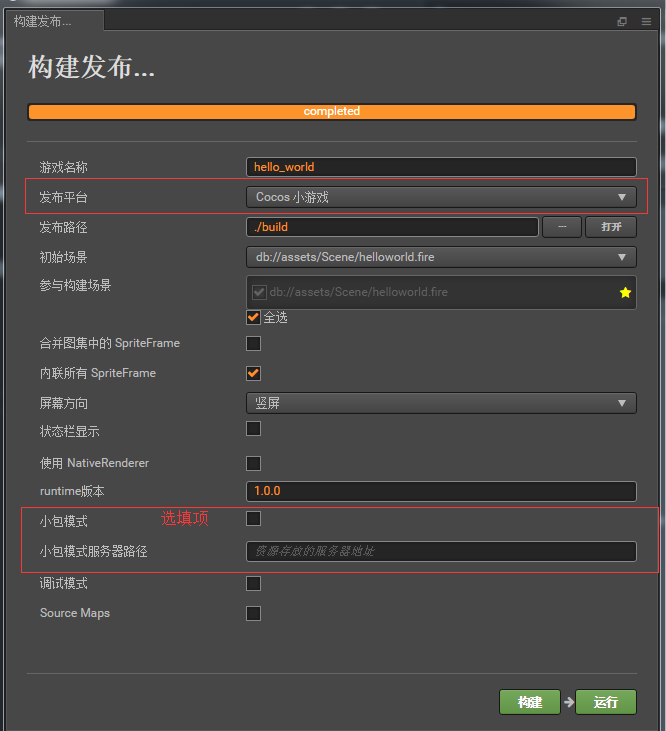 构建发布...
构建发布...
completed
游戏名称 hello_world
发布平台 Cocos 小游戏
发布路径 ./build 打开
初始场景 db://assets/Scene/helloworld.fire
参与构建场景 db://assets/Scene/helloworld.fire
全选
合并图集中的 SpriteFrame
内联所有 SpriteFrame
屏幕方向 竖屏
状态栏显示
使用 NativeRenderer
runtime版本 1.0.0
小包模式 选填项
小包模式服务器路径 资源存放的服务器地址
调试模式
Source Maps
构建 运行